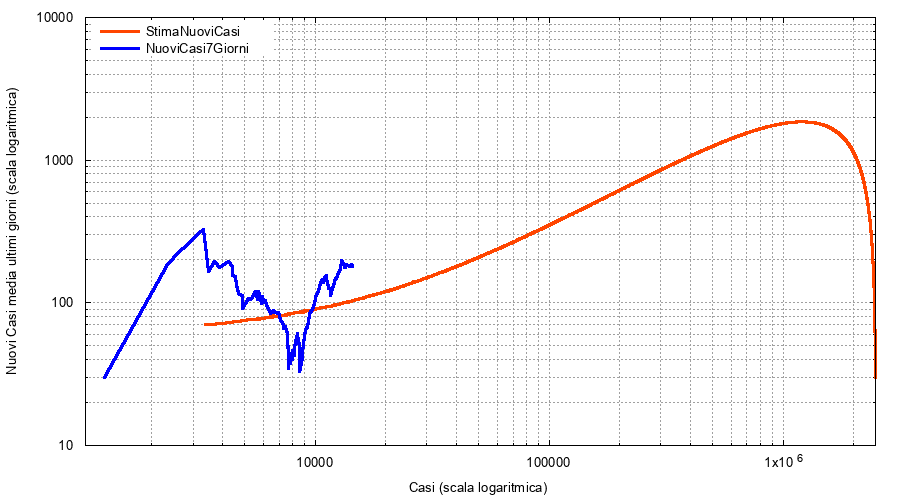 10000
StimaNuoviCasi
NuoviCasi7Giorni
1000
100
10
Nuovi Casi media ultimi giorni (scala logaritmica)
10000 100000 1x10 6
Casi (scala logaritmica)